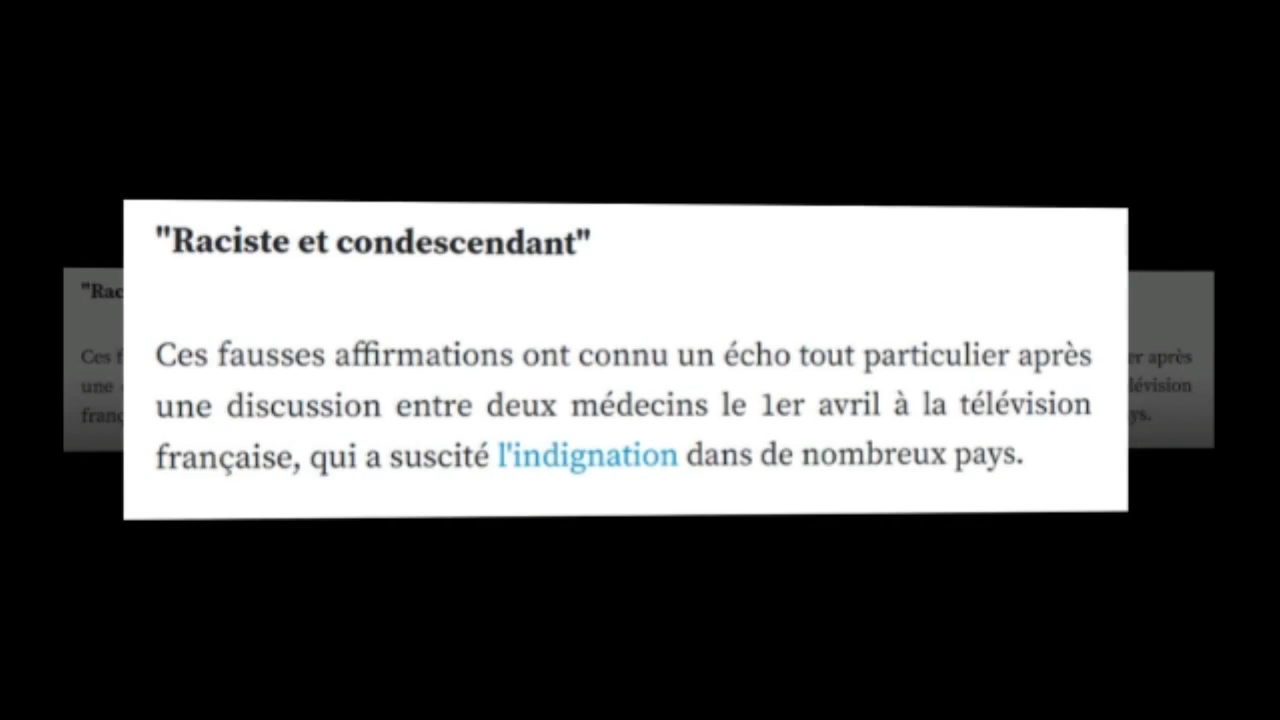 "Raciste et condescendant"
Ces fausses affirmations ont connu un écho tout particulier après
une discussion entre deux médecins le 1er avril à la télévision
française, qui a suscité l'indignation dans de nombreux pays.